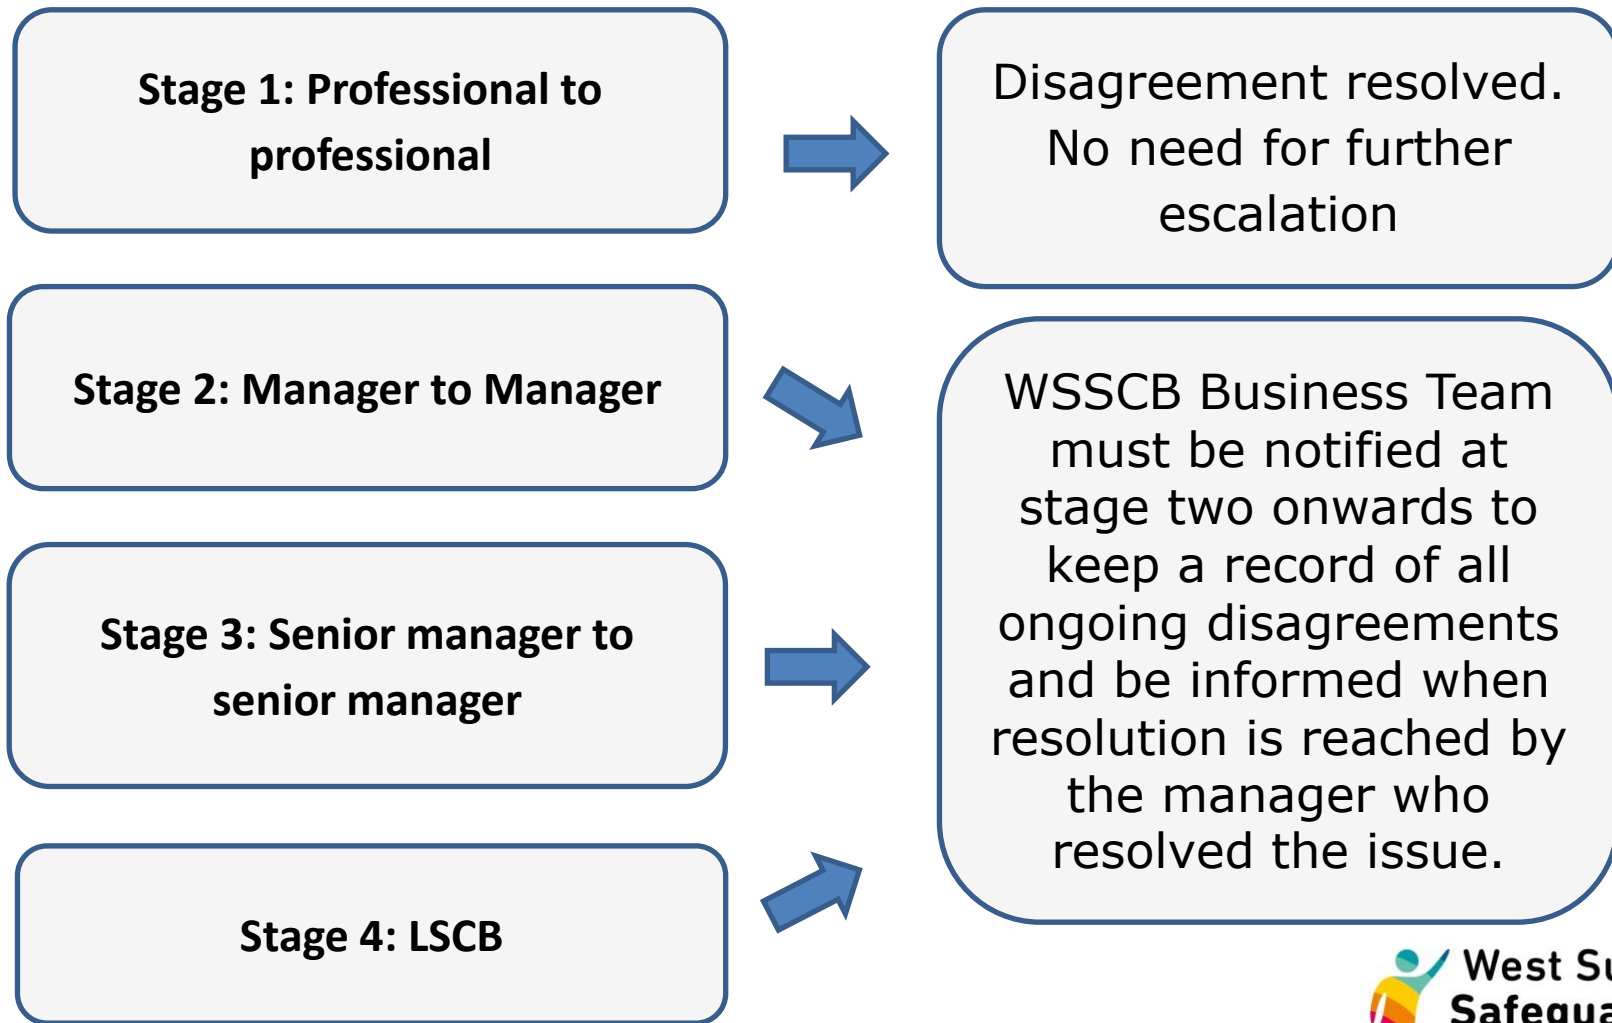 Stage 1: Professional to
professional
Disagreement resolved.
No need for further
escalation
Stage 2: Manager to Manager
WSSCB Business Team
must be notified at
stage two onwards to
keep a record of all
ongoing disagreements
and be informed when
resolution is reached by
the manager who
resolved the issue.
Stage 3: Senior manager to
senior manager
Stage 4: LSCB
West